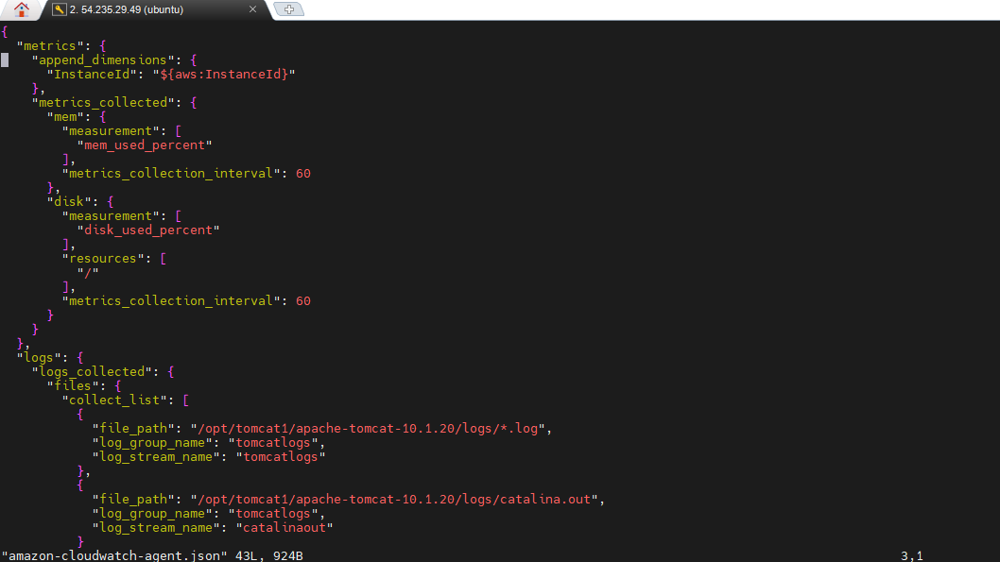 2. 54.235.29.49 (ubuntu)
{
  "metrics": {
    "append_dimensions": {
      "InstanceId": "${aws:InstanceId}"
    },
    "metrics_collected": {
      "mem": {
        "measurement": [
          "mem_used_percent"
        ],
        "metrics_collection_interval": 60
      },
      "disk": {
        "measurement": [
          "disk_used_percent"
        ],
        "resources": [
          "/"
        ],
        "metrics_collection_interval": 60
      }
    }
  },
  "logs": {
    "logs_collected": {
      "files": {
        "collect_list": [
          {
            "file_path": "/opt/tomcat1/apache-tomcat-10.1.20/logs/*.log",
            "log_group_name": "tomcatlogs",
            "log_stream_name": "tomcatlogs"
          },
          {
            "file_path": "/opt/tomcat1/apache-tomcat-10.1.20/logs/catalina.out",
            "log_group_name": "tomcatlogs",
            "log_stream_name": "catalinaout"
          }
"amazon-cloudwatch-agent.json" 43L, 924B 3,1